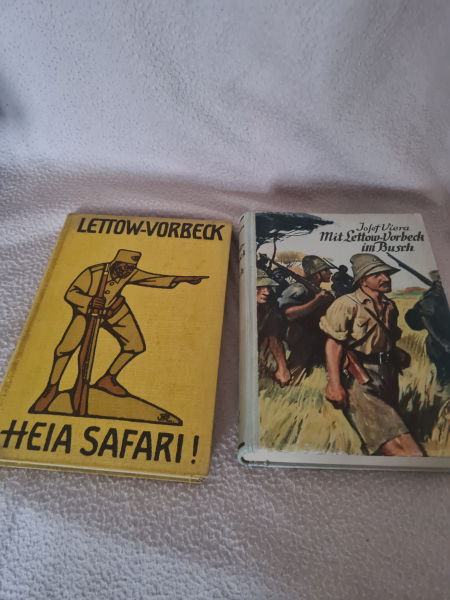 LETTOW-VORBECK
HEIA SAFARI!
Josef Viera
Mit Lettow-Vorbeck
im Busch